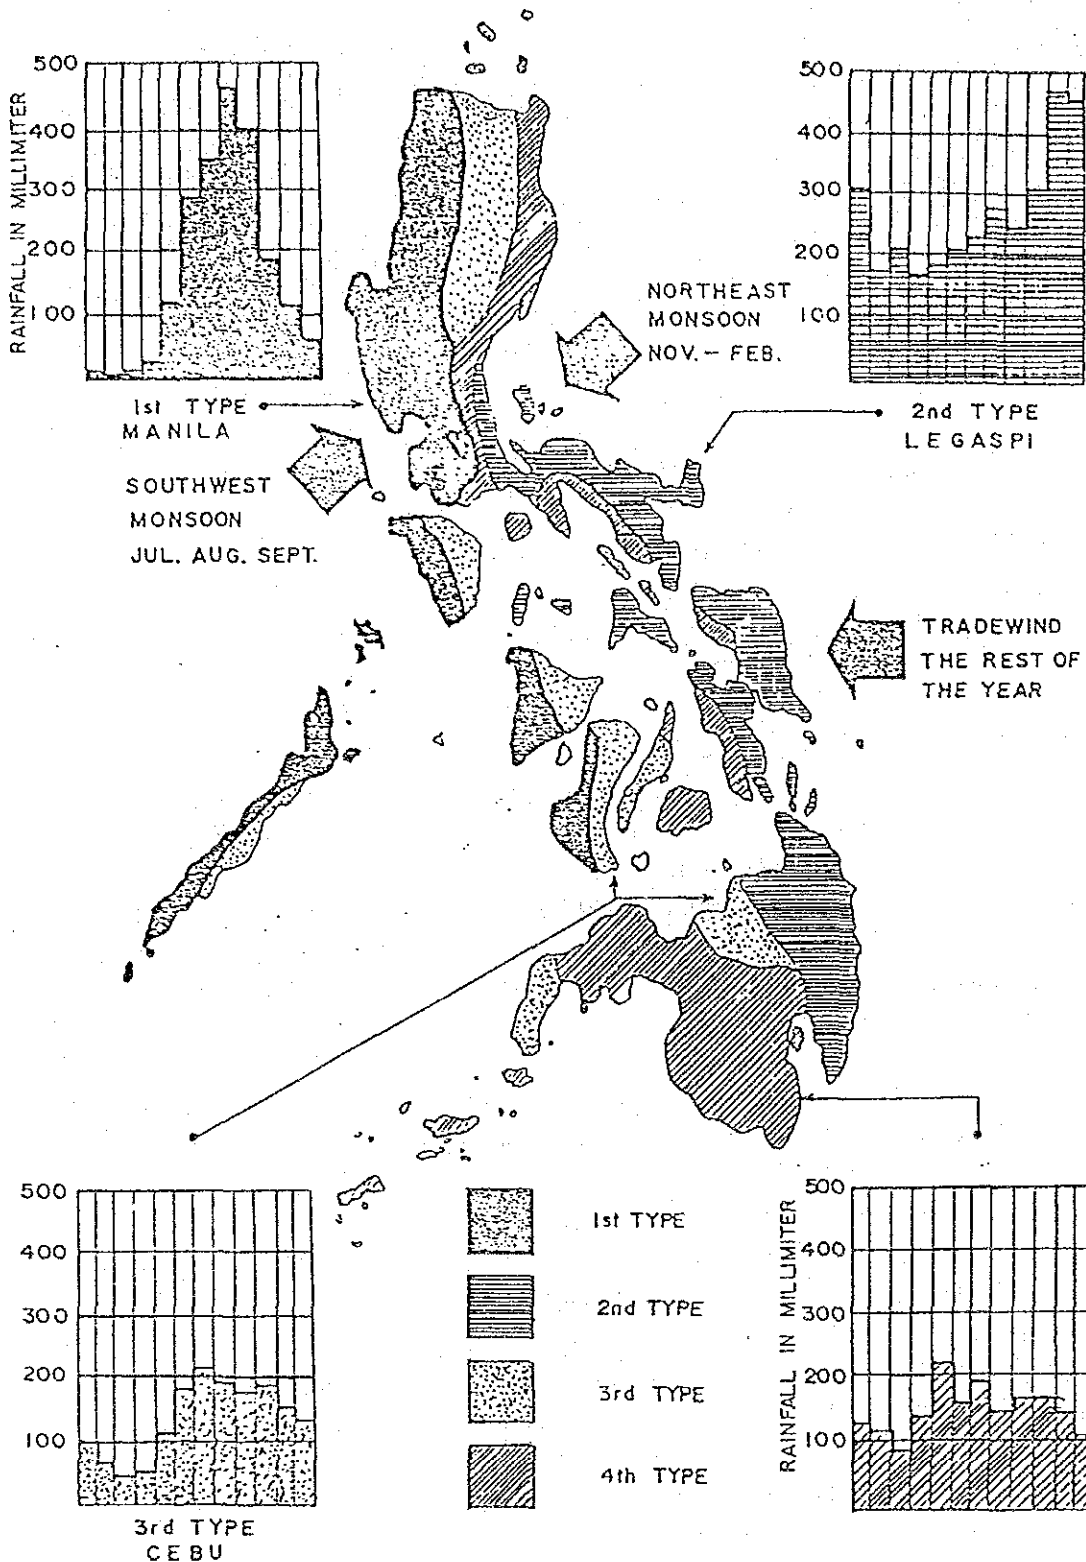 RAINFALL IN MILLIMITER
500
400
300
200
100
1st TYPE
MANILA
500
400
300
200
100
2nd TYPE
LEGASPI
NORTHEAST
MONSOON
NOV. - FEB.
SOUTHWEST
MONSOON
JUL. AUG. SEPT.
TRADEWIND
THE REST OF
THE YEAR
500
400
300
200
100
3rd TYPE
CEBU
1st TYPE
2nd TYPE
3rd TYPE
4th TYPE
RAINFALL IN MILLIMITER
500
400
300
200
100